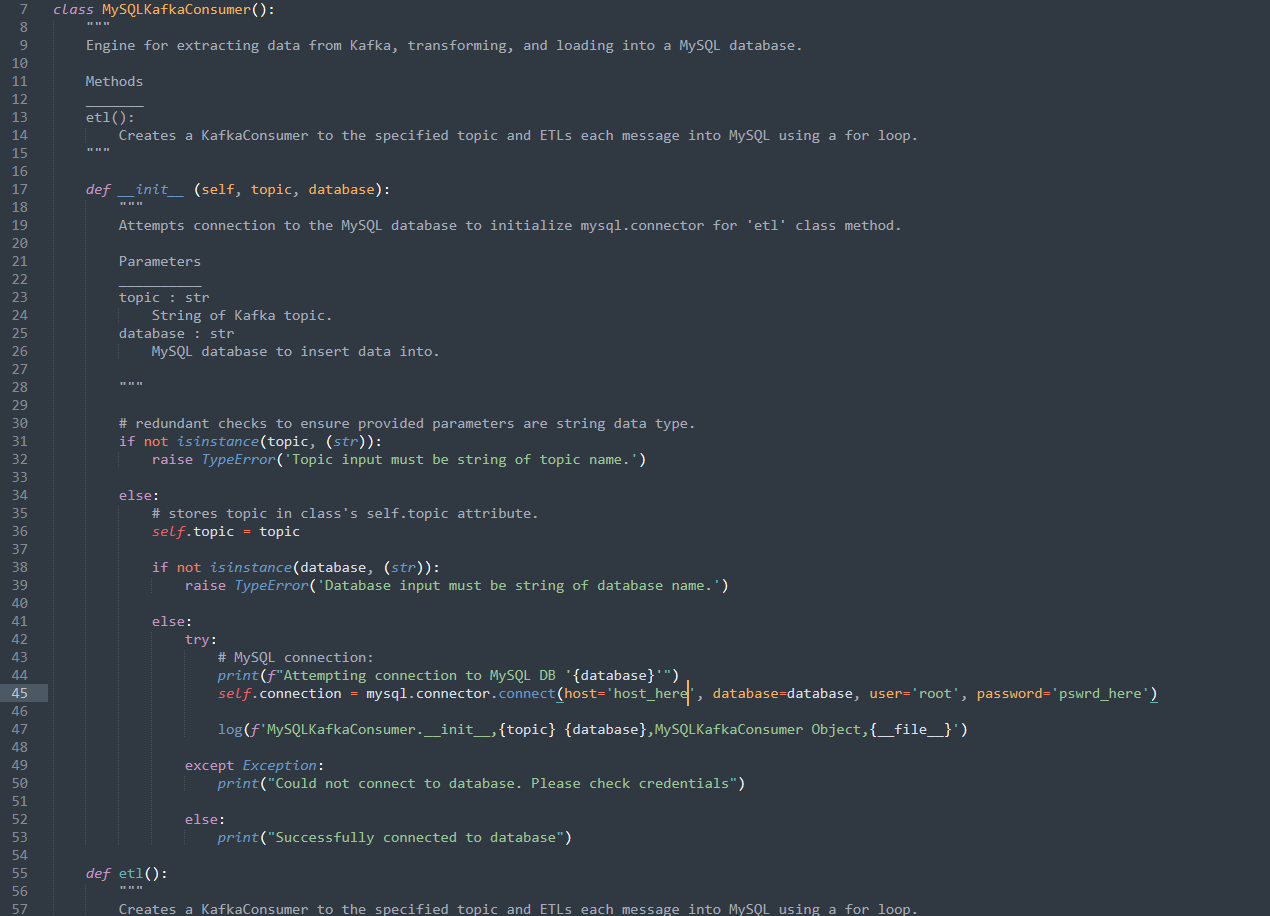 7 class MySQLKafkaConsumer():
8 """
9 Engine for extracting data from Kafka, transforming, and loading into a MySQL database.
10
11 Methods
12 _______
13 etl():
14 Creates a KafkaConsumer to the specified topic and ETLs each message into MySQL using a for loop.
15 """
16
17 def __init__ (self, topic, database):
18 """
19 Attempts connection to the MySQL database to initialize mysql.connector for 'etl' class method.
20
21 Parameters
22 __________
23 topic : str
24 String of Kafka topic.
25 database : str
26 MySQL database to insert data into.
27
28 """
29
30 # redundant checks to ensure provided parameters are string data type.
31 if not isinstance(topic, (str)):
32 raise TypeError('Topic input must be string of topic name.')
33
34 else:
35 # stores topic in class's self.topic attribute.
36 self.topic = topic
37
38 if not isinstance(database, (str)):
39 raise TypeError('Database input must be string of database name.')
40
41 else:
42 try:
43 # MySQL connection:
44 print(f"Attempting connection to MySQL DB '{database}'")
45 self.connection = mysql.connector.connect(host='host_here', database=database, user='root', password='pswrd_here')
46
47 log(f'MySQLKafkaConsumer.__init__,{topic} {database},MySQLKafkaConsumer Object,{__file__}')
48
49 except Exception:
50 print("Could not connect to database. Please check credentials")
51
52 else:
53 print("Successfully connected to database")
54
55 def etl():
56 """
57 Creates a KafkaConsumer to the specified topic and ETLs each message into MySQL using a for loop.